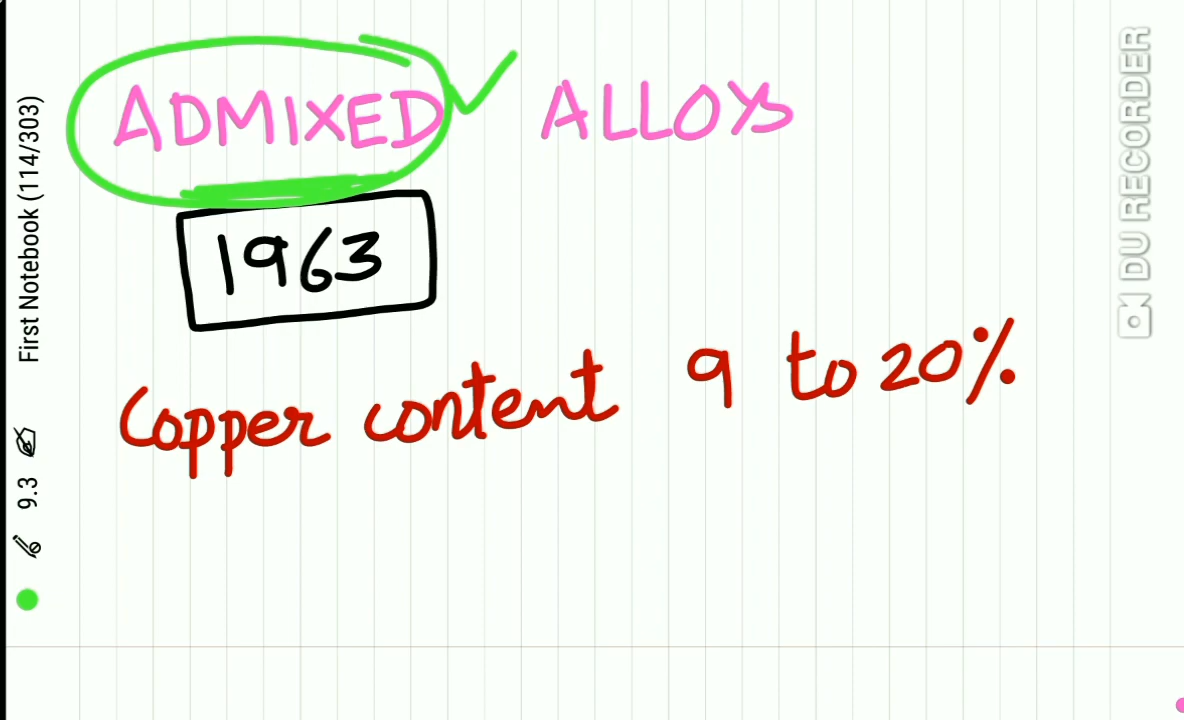 ADMIXED ALLOYS
1963
Copper content 9 to 20%
First Notebook (114/303)
9.3
DU RECORDER